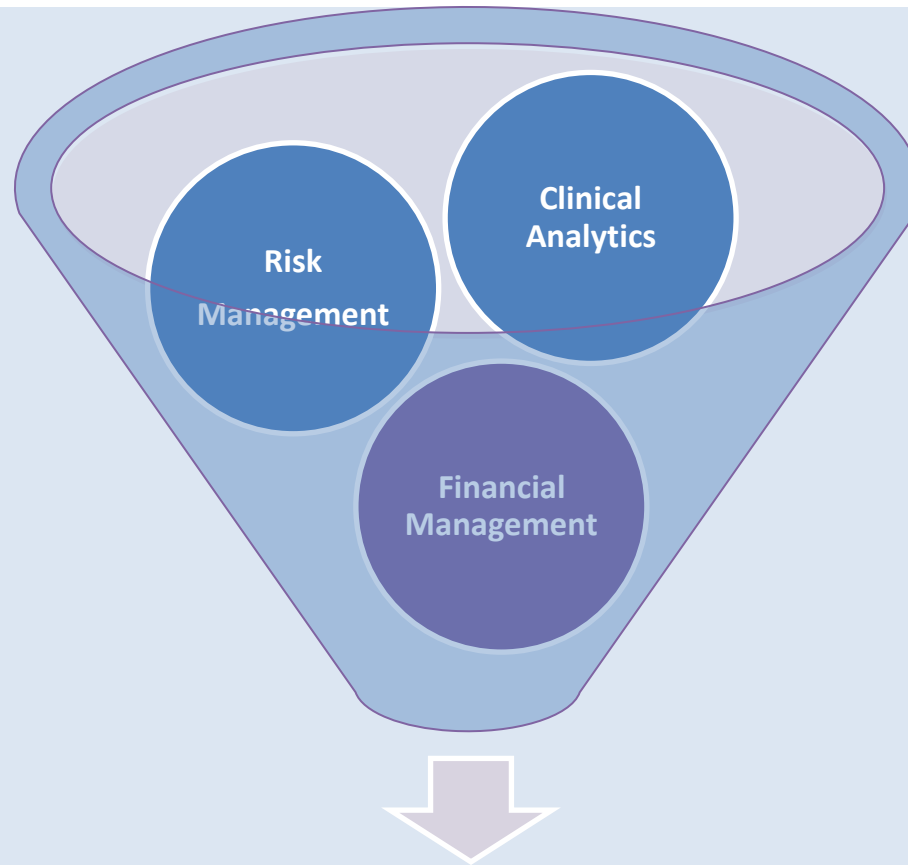 Clinical
Analytics
Risk
Management
Financial
Management